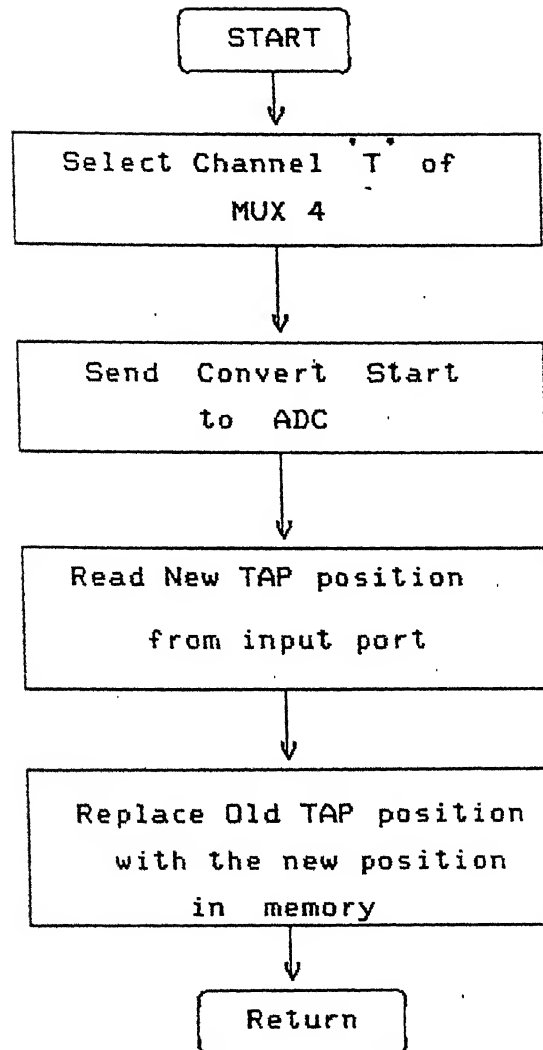 START
Select Channel "T" of
MUX 4
Send Convert Start
to ADC
Read New TAP position
from input port
Replace Old TAP position
with the new position
in memory
Return